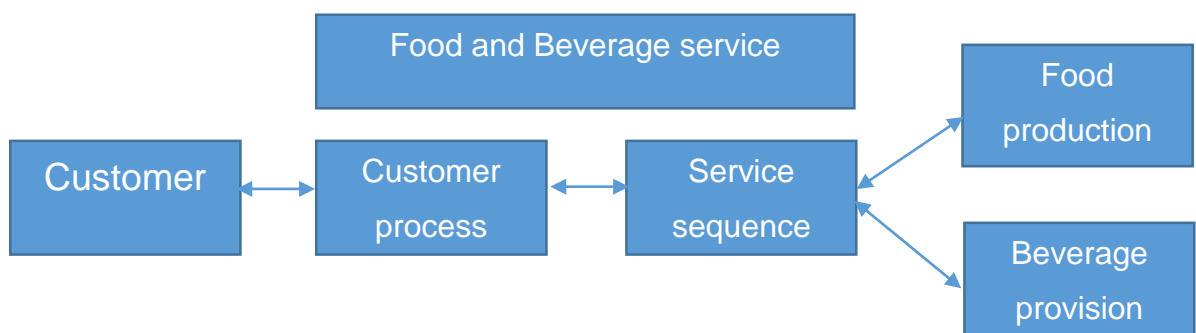 Food and Beverage service
Food
production
Customer
Customer
process
Service
sequence
Beverage
provision